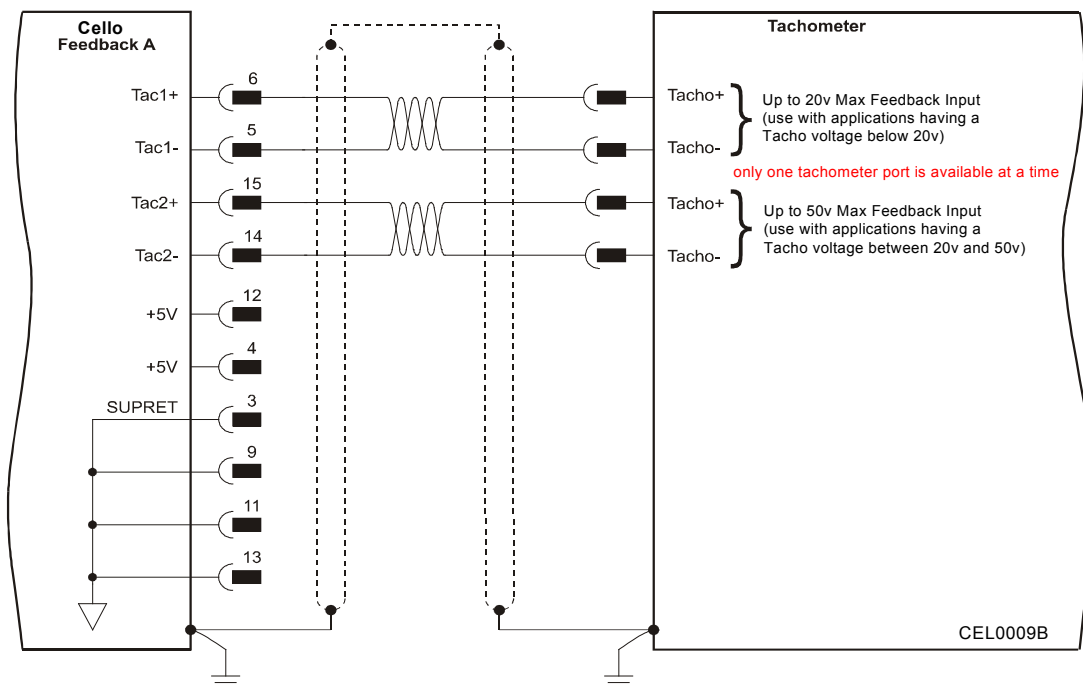 Cello
Feedback A
Tachometer
6
Tac1+
Tacho+
Up to 20v Max Feedback Input
(use with applications having a
Tacho voltage below 20v)
5
Tac1-
Tacho-
only one tachometer port is available at a time
15
Tac2+
Tacho+
Up to 50v Max Feedback Input
(use with applications having a
Tacho voltage between 20v and 50v)
14
Tac2-
Tacho-
12
+5V
4
+5V
3
SUPRET
9
11
13
CEL0009B